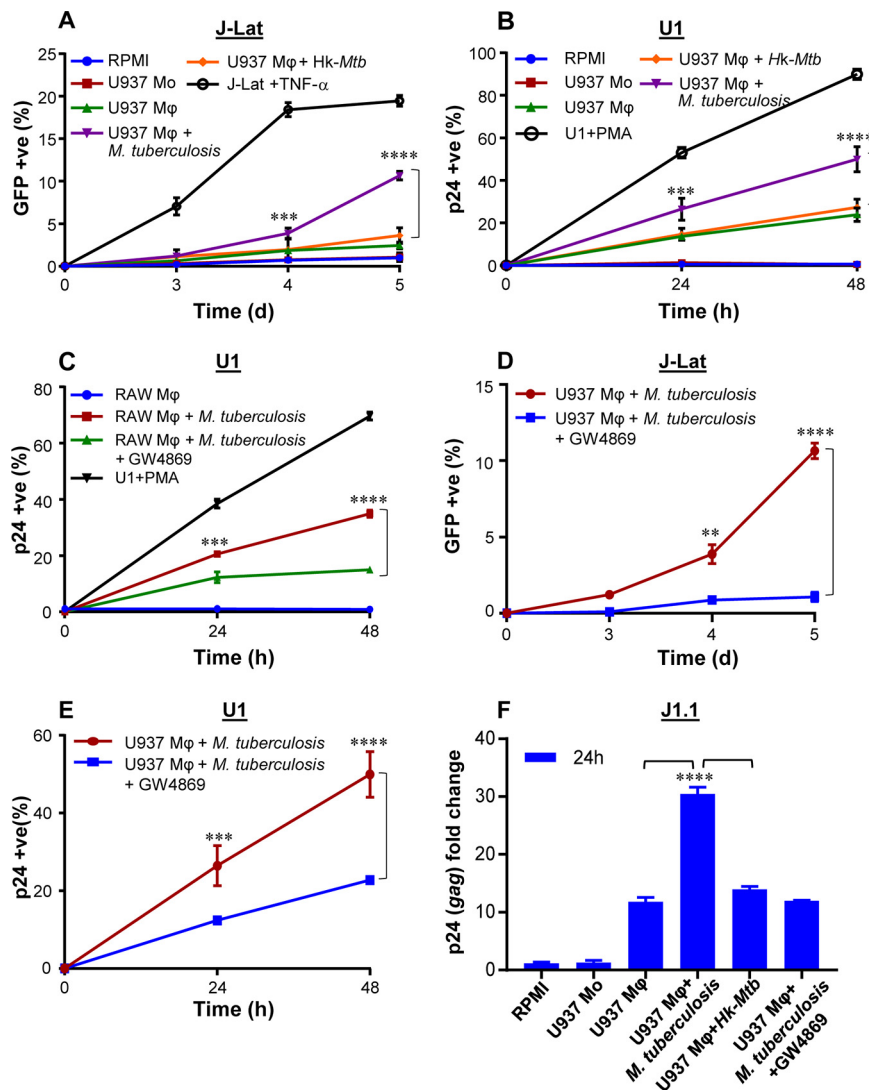 A
J-Lat
GFP +ve (%)
25
20
15
10
5
0
RPMI
U937 Mo
U937 Mφ
U937 Mφ +
M. tuberculosis
U937 Mφ + Hk-Mtb
J-Lat +TNF-α
***
****
0 3 4 5
Time (d)
B
U1
p24 +ve (%)
100
80
60
40
20
0
RPMI
U937 Mo
U937 Mφ
U1+PMA
U937 Mφ + Hk-Mtb
U937 Mφ +
M. tuberculosis
***
****
0 24 48
Time (h)
C
U1
p24 +ve (%)
80
60
40
20
0
RAW Mφ
RAW Mφ + M. tuberculosis
RAW Mφ + M. tuberculosis
+ GW4869
U1+PMA
***
****
0 24 48
Time (h)
D
J-Lat
GFP +ve (%)
15
10
5
0
U937 Mφ + M. tuberculosis
U937 Mφ + M. tuberculosis
+ GW4869
**
****
0 3 4 5
Time (d)
E
U1
p24 +ve(%)
60
40
20
0
U937 Mφ + M. tuberculosis
U937 Mφ + M. tuberculosis
+ GW4869
***
****
0 24 48
Time (h)
F
J1.1
p24 (gag) fold change
40
30
20
10
0
24h
****
RPMI
U937 Mo
U937 Mφ
U937 Mφ+
M. tuberculosis
U937 Mφ+Hk-Mtb
U937 Mφ+
M. tuberculosis
+GW4869